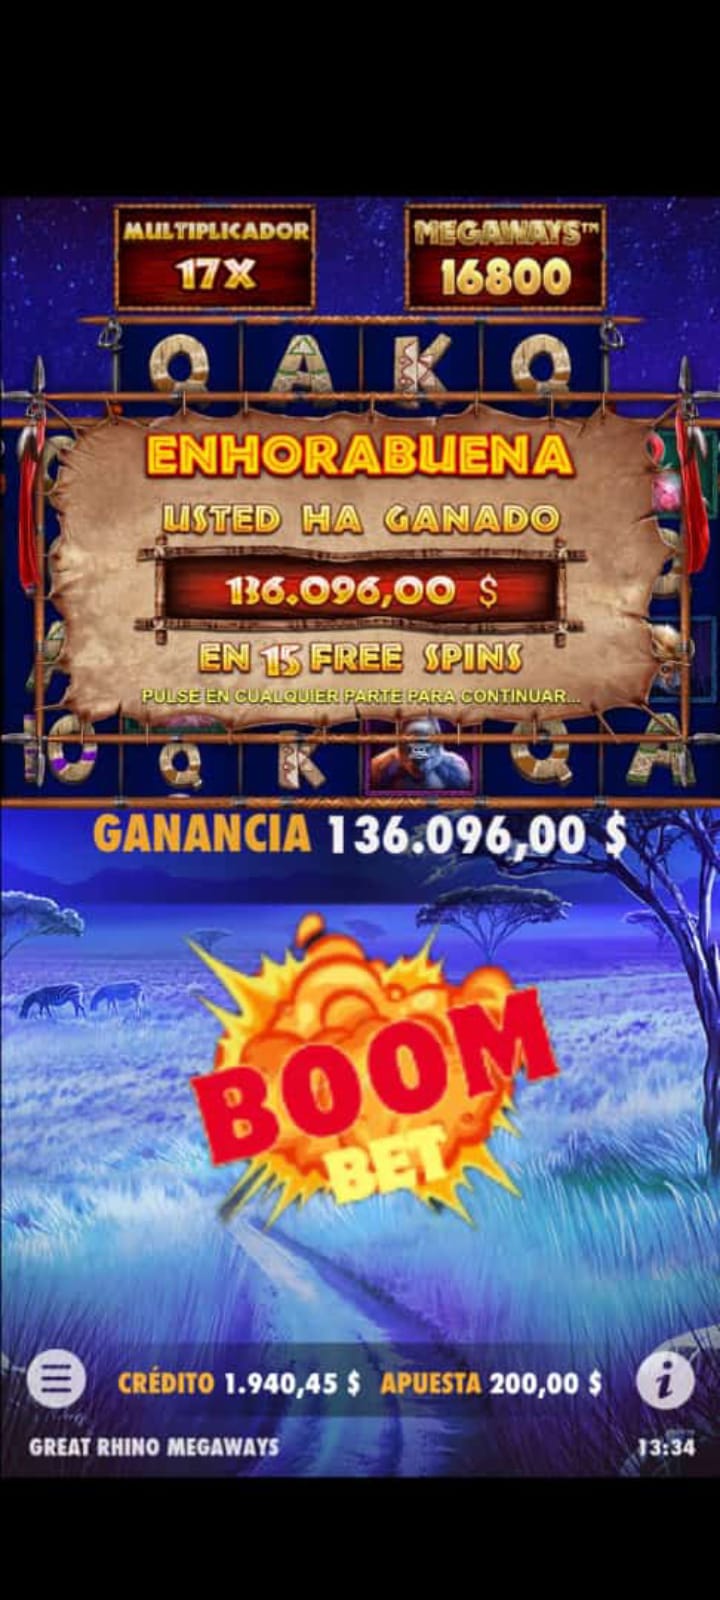 MULTIPLICADOR
17X
MEGAWAYS™
16800
Q A K Q
ENHORABUENA
USTED HA GANADO
136.096,00 $
EN 15 FREE SPINS
PULSE EN CUALQUIER PARTE PARA CONTINUAR...
10 Q K Q A
GANANCIA 136.096,00 $
BOOM
BET
CRÉDITO 1.940,45 $ APUESTA 200,00 $
GREAT RHINO MEGAWAYS
13:34